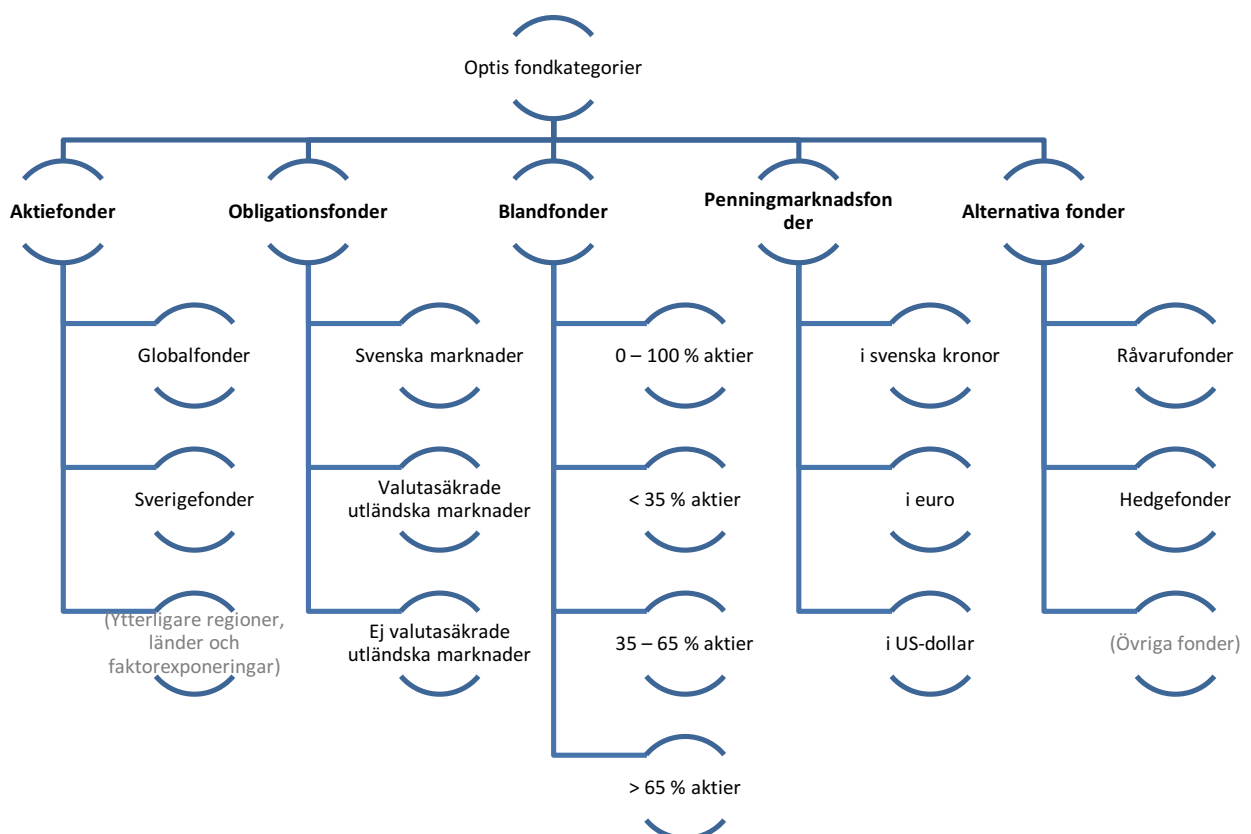 Optis fondkategorier
Aktiefonder
Obligationsfonder
Blandfonder
Penningmarknadsfon
der
Alternativa fonder
Globalfonder
Svenska marknader
0 – 100 % aktier
i svenska kronor
Råvarufonder
Sverigefonder
Valutasäkrade
utländska marknader
< 35 % aktier
i euro
Hedgefonder
(Ytterligare regioner,
länder och
faktorexponeringar)
Ej valutasäkrade
utländska marknader
35 – 65 % aktier
i US-dollar
(Övriga fonder)
> 65 % aktier